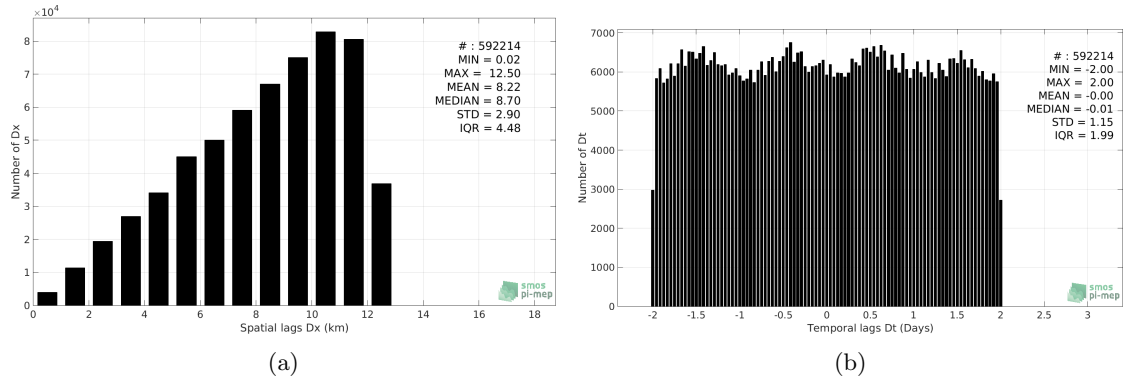 ×10⁴
9
8
7
6
5
4
3
2
1
0
Number of Dx
# : 592214
MIN = 0.02
MAX = 12.50
MEAN = 8.22
MEDIAN = 8.70
STD = 2.90
IQR = 4.48
smos
pi-mep
0 2 4 6 8 10 12 14 16 18
Spatial lags Dx (km)
(a)
7000
6000
5000
4000
3000
2000
1000
0
Number of Dt
# : 592214
MIN = -2.00
MAX = 2.00
MEAN = -0.00
MEDIAN = -0.01
STD = 1.15
IQR = 1.99
smos
pi-mep
-2 -1.5 -1 -0.5 0 0.5 1 1.5 2 2.5 3
Temporal lags Dt (Days)
(b)